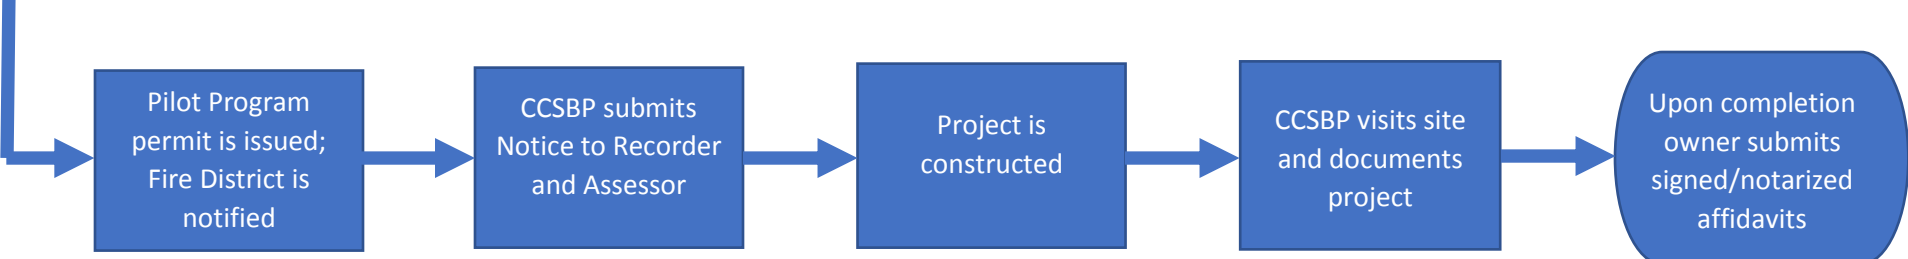 Pilot Program
permit is issued;
Fire District is
notified
CCSBP submits
Notice to Recorder
and Assessor
Project is
constructed
CCSBP visits site
and documents
project
Upon completion
owner submits
signed/notarized
affidavits